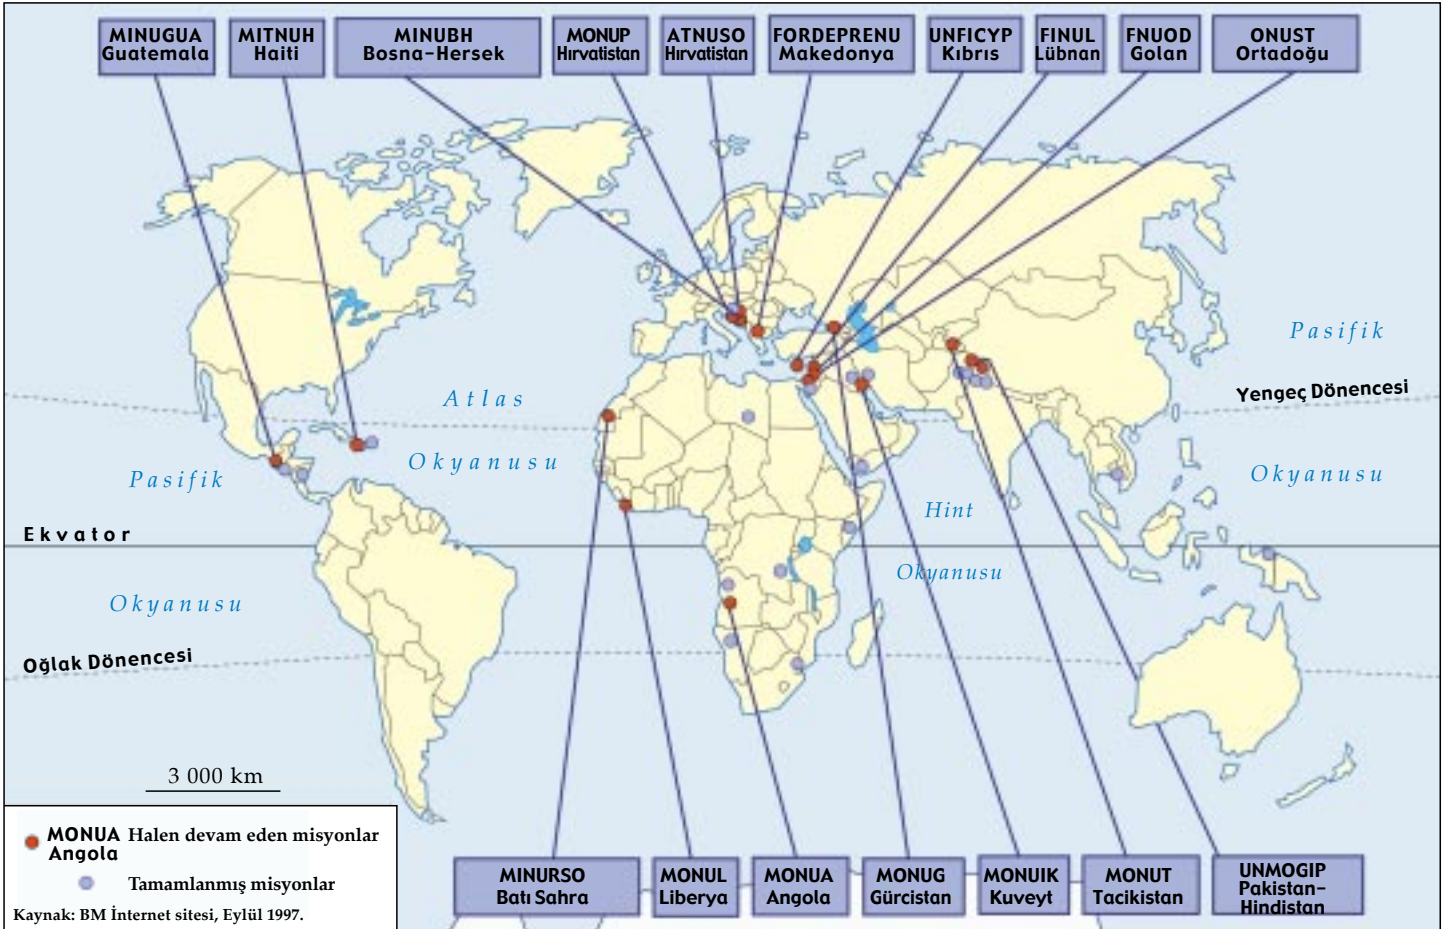 MINUGUA
Guatemala
MITNUH
Haiti
MINUBH
Bosna-Hersek
MONUP
Hırvatistan
ATNUSO
Hırvatistan
FORDEPRENU
Makedonya
UNFICYP
Kıbrıs
FINUL
Lübnan
FNUOD
Golan
ONUST
Ortadoğu
Pasifik
Yengeç Dönencesi
Atlas
Okyanusu
Pasifik
Okyanusu
Hint
Ekvator
Okyanusu
Okyanusu
Oğlak Dönencesi
3 000 km
MONUA Halen devam eden misyonlar
Angola
Tamamlanmış misyonlar
Kaynak: BM İnternet sitesi, Eylül 1997.
MINURSO
Batı Sahra
MONUL
Liberya
MONUA
Angola
MONUG
Gürcistan
MONUIK
Kuveyt
MONUT
Tacikistan
UNMOGIP
Pakistan-
Hindistan